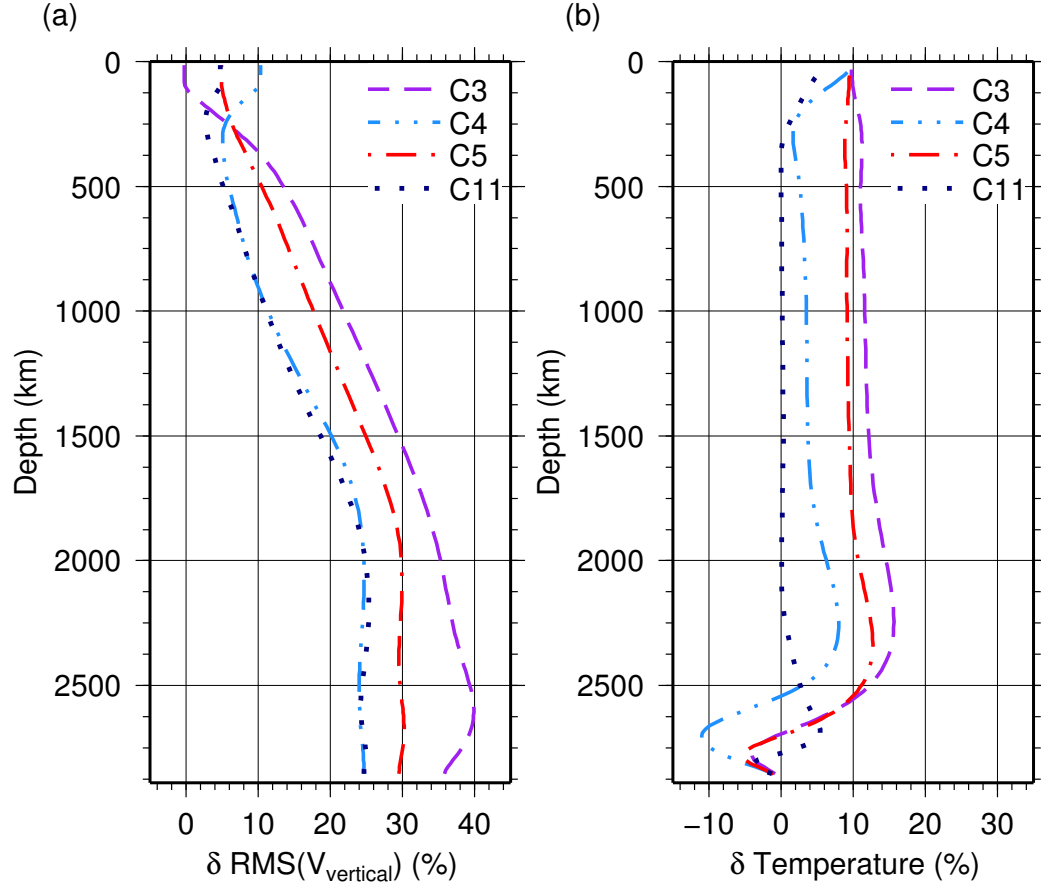 (a)
0
500
1000
1500
2000
2500
Depth (km)
0 10 20 30 40
δ RMS(Vvertical) (%)
C3
C4
C5
C11
(b)
0
500
1000
1500
2000
2500
Depth (km)
−10 0 10 20 30
δ Temperature (%)
C3
C4
C5
C11